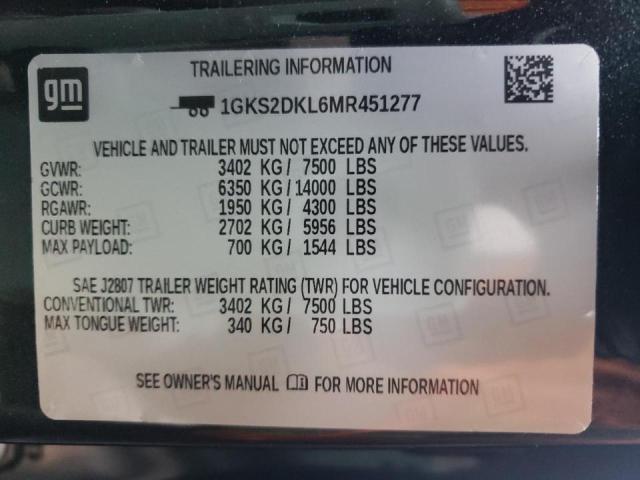 gm
TRAILERING INFORMATION
1GKS2DKL6MR451277
VEHICLE AND TRAILER MUST NOT EXCEED ANY OF THESE VALUES.
GVWR: 3402 KG/ 7500 LBS
GCWR: 6350 KG/ 14000 LBS
RGAWR: 1950 KG/ 4300 LBS
CURB WEIGHT: 2702 KG/ 5956 LBS
MAX PAYLOAD: 700 KG/ 1544 LBS
SAE J2807 TRAILER WEIGHT RATING (TWR) FOR VEHICLE CONFIGURATION.
CONVENTIONAL TWR: 3402 KG/ 7500 LBS
MAX TONGUE WEIGHT: 340 KG/ 750 LBS
SEE OWNER'S MANUAL FOR MORE INFORMATION